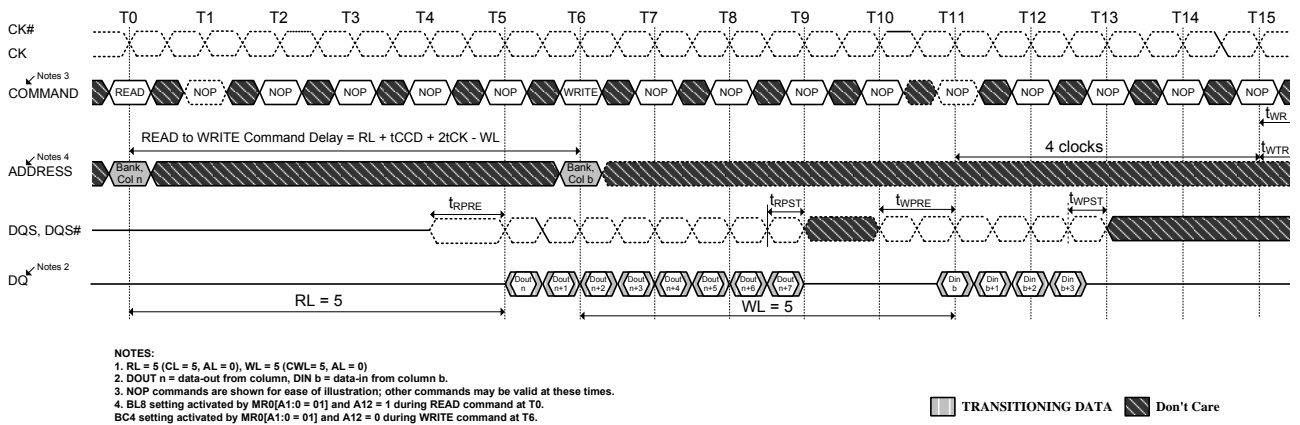 T0 T1 T2 T3 T4 T5 T6 T7 T8 T9 T10 T11 T12 T13 T14 T15
CK#
CK
Notes 3
COMMAND
READ NOP NOP NOP NOP NOP WRITE NOP NOP NOP NOP NOP NOP NOP NOP NOP
tWR
READ to WRITE Command Delay = RL + tCCD + 2tCK - WL
4 clocks
tWTR
Notes 4
ADDRESS
Bank, Bank,
Col n Col b
tRPRE tRPST tWPRE tWPST
DQS, DQS#
Notes 2
DQ
Dout Dout Dout Dout Dout Dout Dout Dout Din Din Din Din
n n+1 n+2 n+3 n+4 n+5 n+6 n+7 b b+1 b+2 b+3
RL = 5 WL = 5
NOTES:
1. RL = 5 (CL = 5, AL = 0), WL = 5 (CWL= 5, AL = 0)
2. DOUT n = data-out from column, DIN b = data-in from column b.
3. NOP commands are shown for ease of illustration; other commands may be valid at these times.
4. BL8 setting activated by MR0[A1:0 = 01] and A12 = 1 during READ command at T0.
BC4 setting activated by MR0[A1:0 = 01] and A12 = 0 during WRITE command at T6.
TRANSITIONING DATA Don't Care